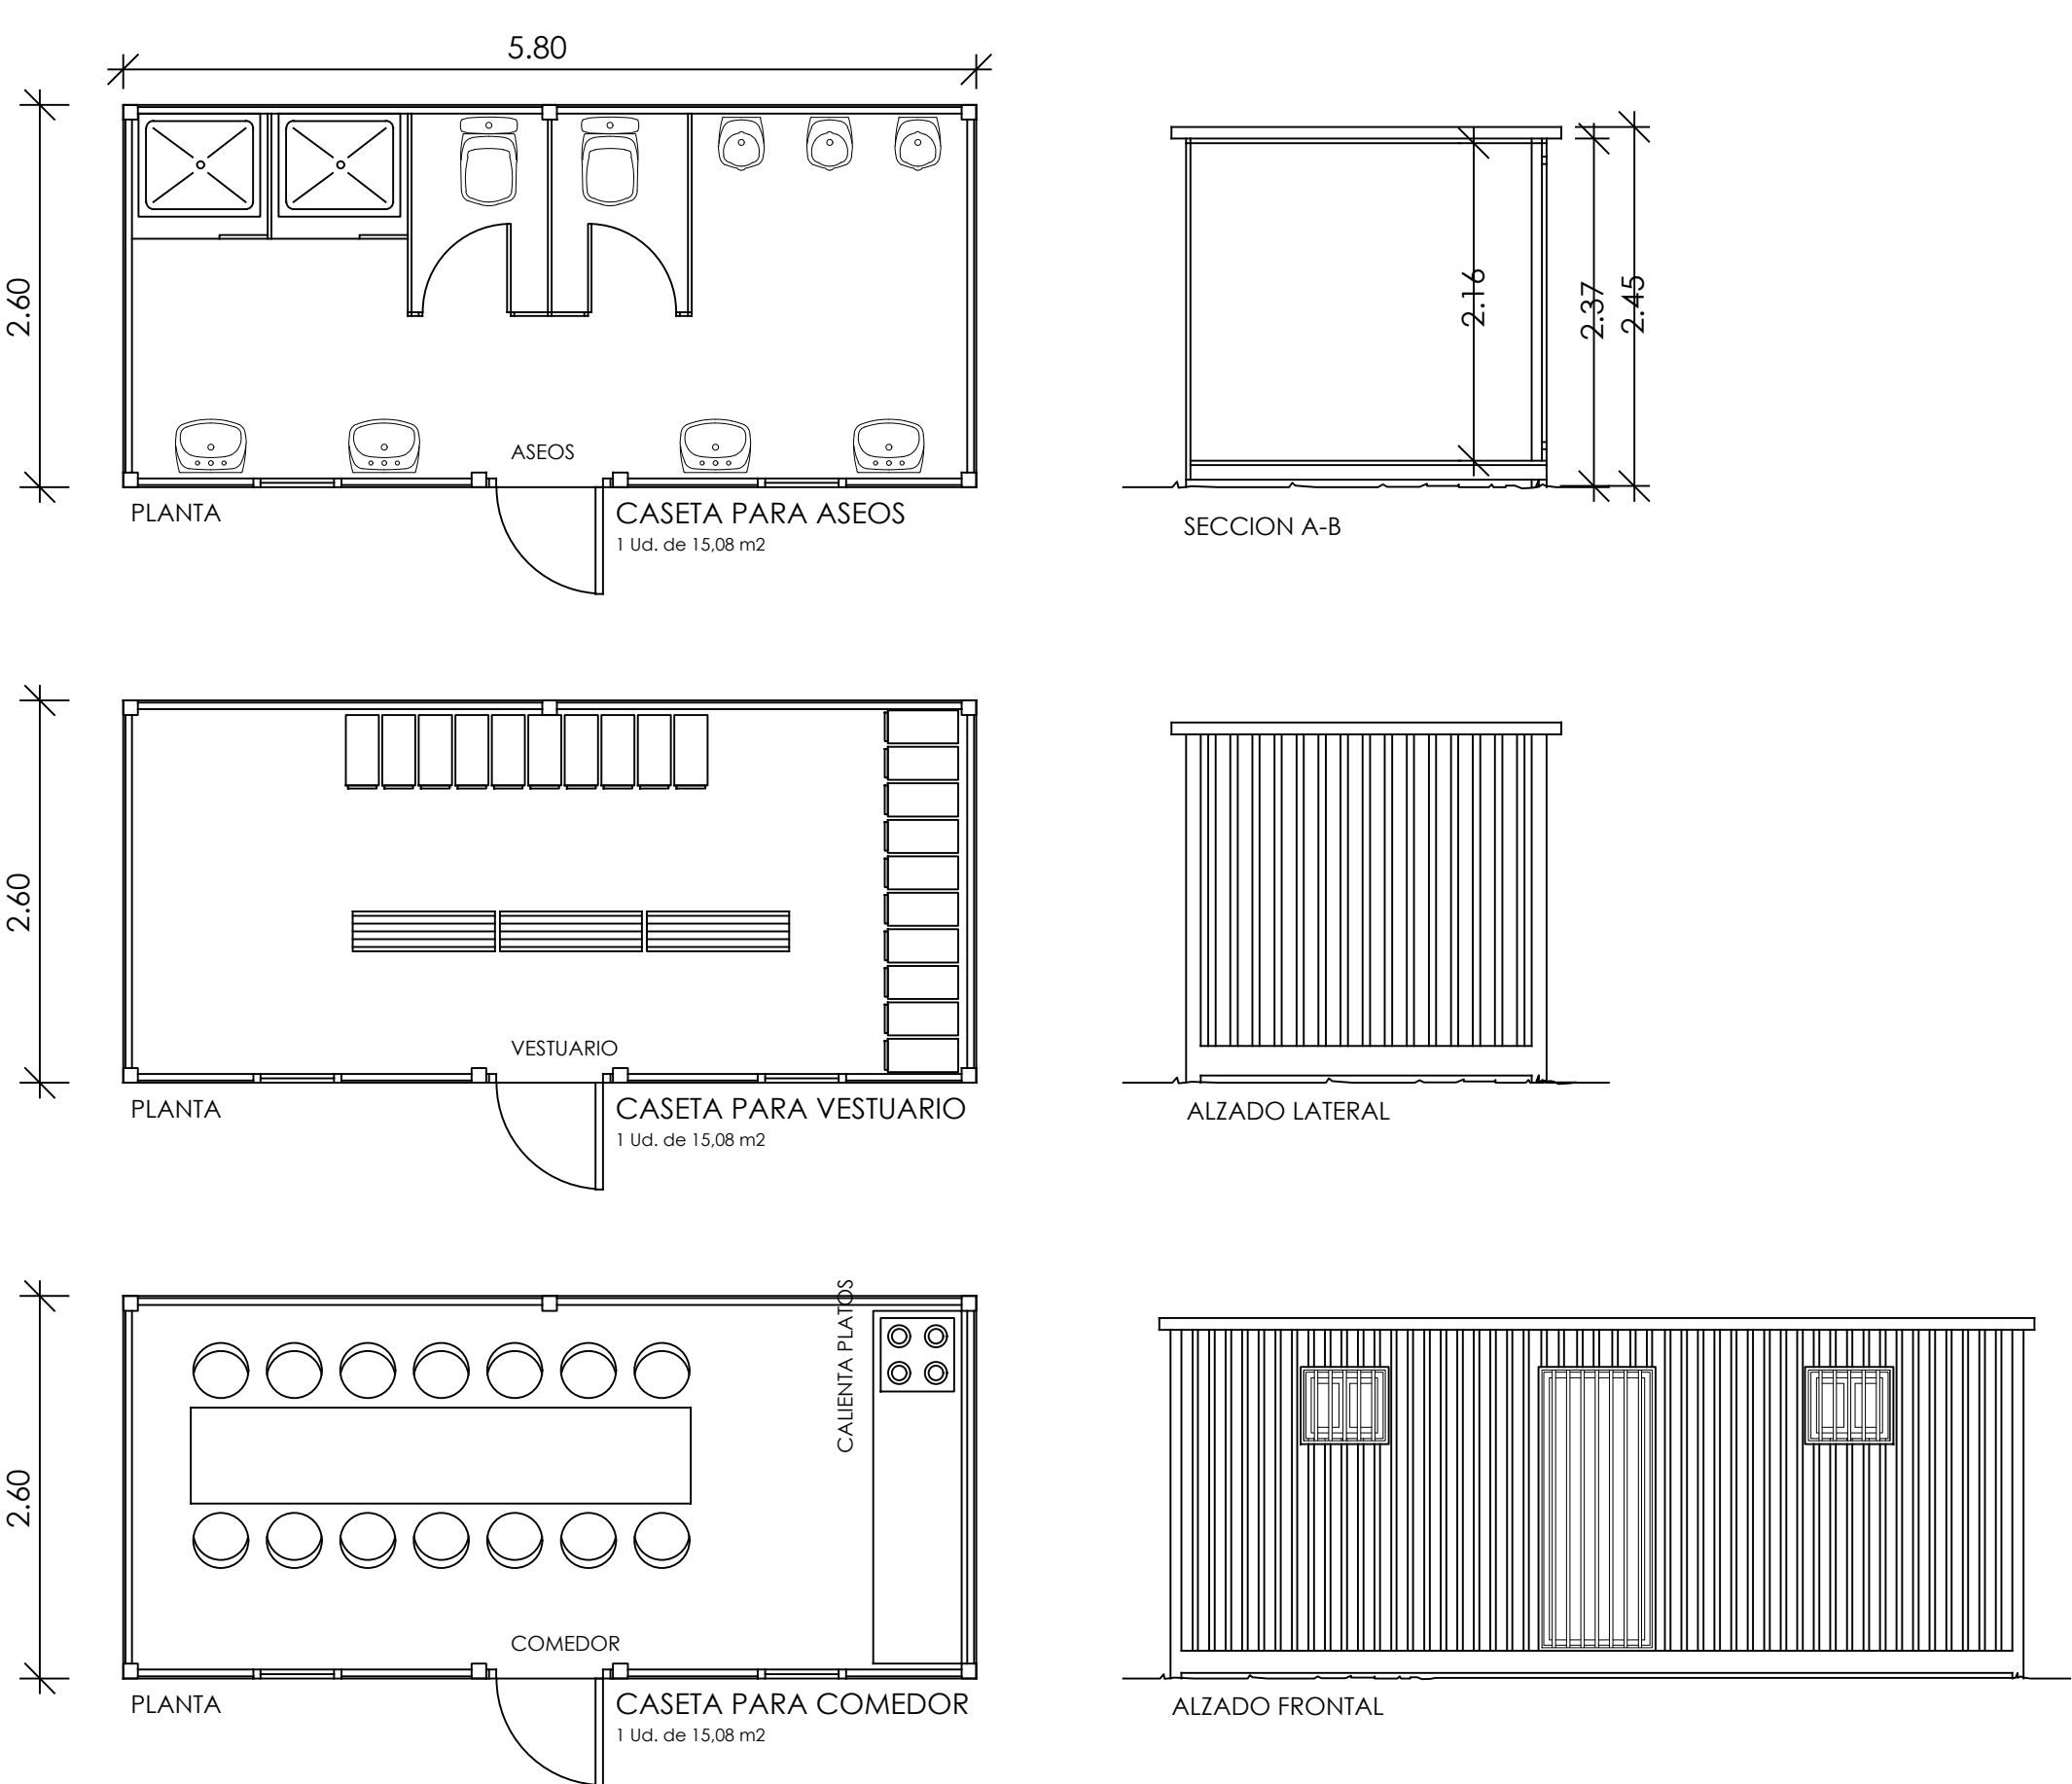 5.80
2.60
ASEOS
PLANTA
CASETA PARA ASEOS
1 Ud. de 15,08 m2
2.16
2.37
2.45
SECCION A-B
2.60
VESTUARIO
PLANTA
CASETA PARA VESTUARIO
1 Ud. de 15,08 m2
ALZADO LATERAL
2.60
CALIENTA PLATOS
COMEDOR
PLANTA
CASETA PARA COMEDOR
1 Ud. de 15,08 m2
ALZADO FRONTAL